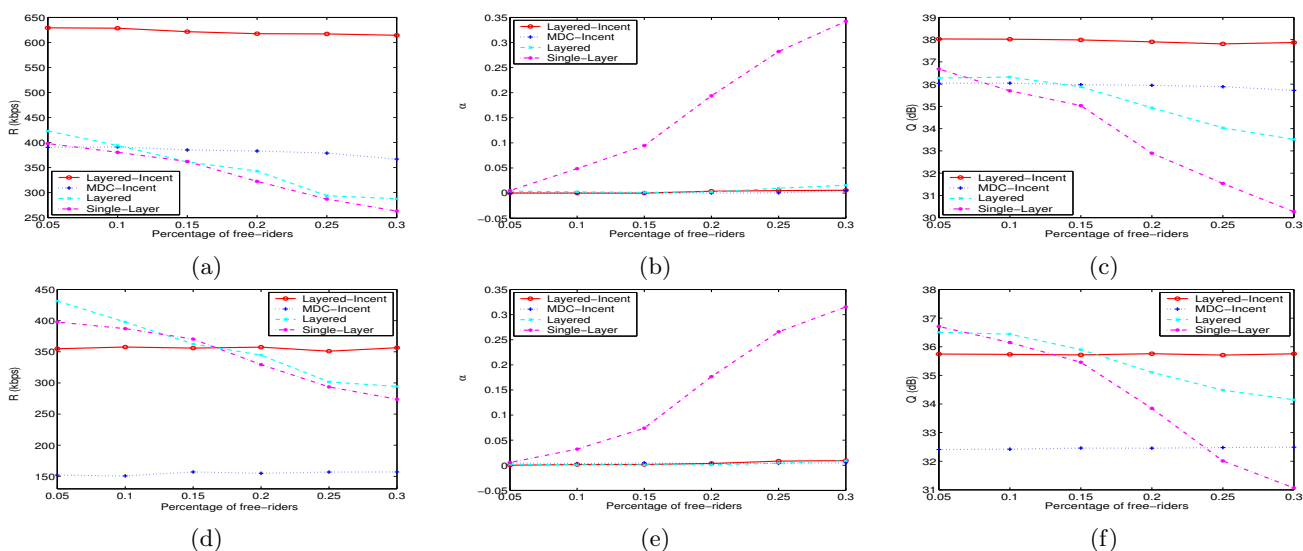 650
600
550
500
450
400
350
300
250
R (kbps)
Layered−Incent
MDC−Incent
Layered
Single−Layer
0.05 0.1 0.15 0.2 0.25 0.3
Percentage of free−riders
(a)
0.35
0.3
0.25
0.2
0.15
0.1
0.05
0
−0.05
α
Layered−Incent
MDC−Incent
Layered
Single−Layer
0.05 0.1 0.15 0.2 0.25 0.3
Percentage of free−riders
(b)
39
38
37
36
35
34
33
32
31
30
Q (dB)
Layered−Incent
MDC−Incent
Layered
Single−Layer
0.05 0.1 0.15 0.2 0.25 0.3
Percentage of free−riders
(c)
450
400
350
300
250
200
150
R (kbps)
Layered−Incent
MDC−Incent
Layered
Single−Layer
0.05 0.1 0.15 0.2 0.25 0.3
Percentage of free−riders
(d)
0.35
0.3
0.25
0.2
0.15
0.1
0.05
0
−0.05
α
Layered−Incent
MDC−Incent
Layered
Single−Layer
0.05 0.1 0.15 0.2 0.25 0.3
Percentage of free−riders
(e)
38
37
36
35
34
33
32
31
Q (dB)
Layered−Incent
MDC−Incent
Layered
Single−Layer
0.05 0.1 0.15 0.2 0.25 0.3
Percentage of free−riders
(f)